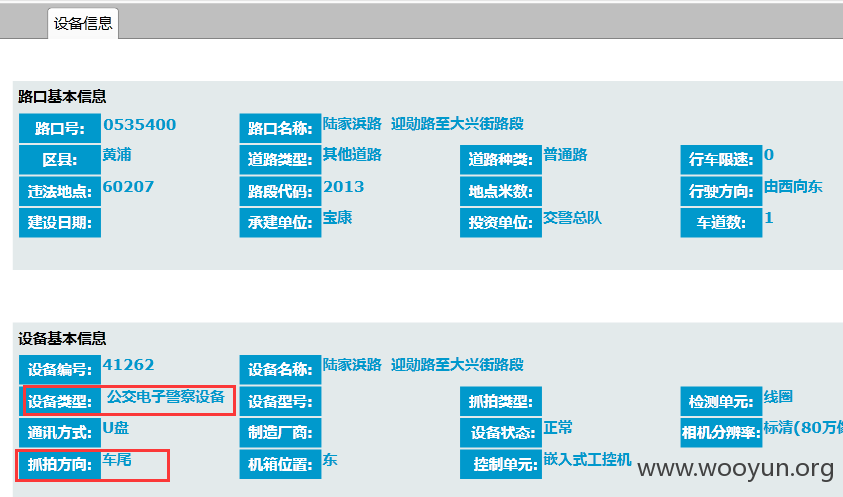 设备信息
路口基本信息
路口号: 0535400 路口名称: 陆家浜路 迎勋路至大兴街路段
区县: 黄浦 道路类型: 其他道路 道路种类: 普通路 行车限速: 0
违法地点: 60207 路段代码: 2013 地点米数: 行驶方向: 由西向东
建设日期: 承建单位: 宝康 投资单位: 交警总队 车道数: 1
设备基本信息
设备编号: 41262 设备名称: 陆家浜路 迎勋路至大兴街路段
设备类型: 公交电子警察设备 设备型号: 抓拍类型: 检测单元: 线圈
通讯方式: U盘 制造厂商: 设备状态: 正常 相机分辨率: 标清(80万
抓拍方向: 车尾 机箱位置: 东 控制单元: 嵌入式工控机
www.wooyun.org